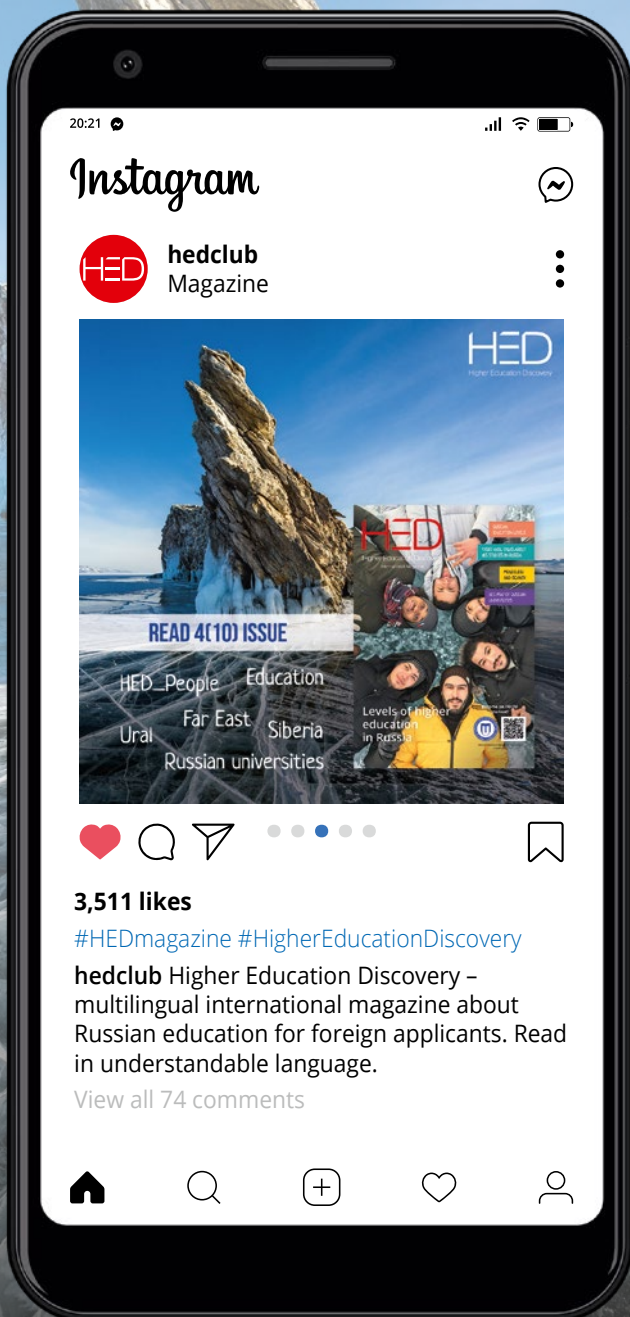 20:21
Instagram
HED
hedclub
Magazine
HED
Higher Education Discovery
HED
READ 4(10) ISSUE
HED_People
Education
Ural
Far East
Siberia
Russian universities
Levels of higher
education
in Russia
3,511 likes
#HEDmagazine #HigherEducationDiscovery
hedclub Higher Education Discovery –
multilingual international magazine about
Russian education for foreign applicants. Read
in understandable language.
View all 74 comments